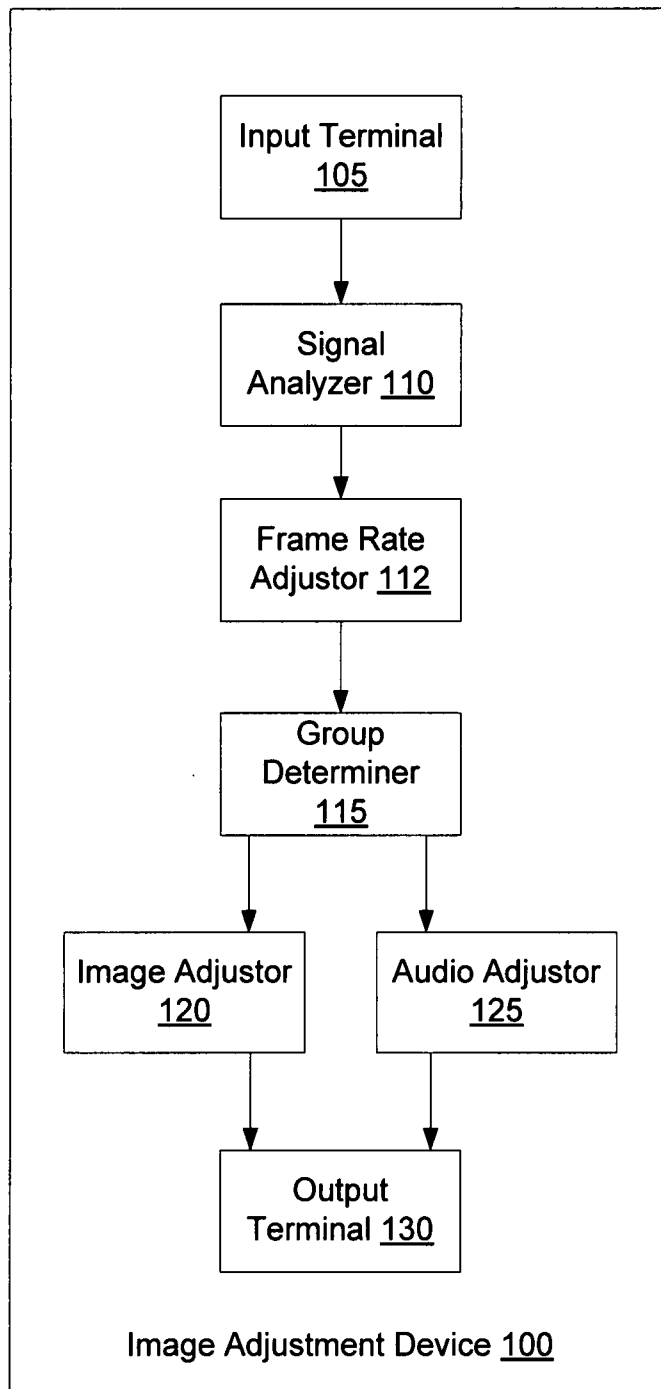 Input Terminal
105
Signal
Analyzer 110
Frame Rate
Adjustor 112
Group
Determiner
115
Image Adjustor
120
Audio Adjustor
125
Output
Terminal 130
Image Adjustment Device 100